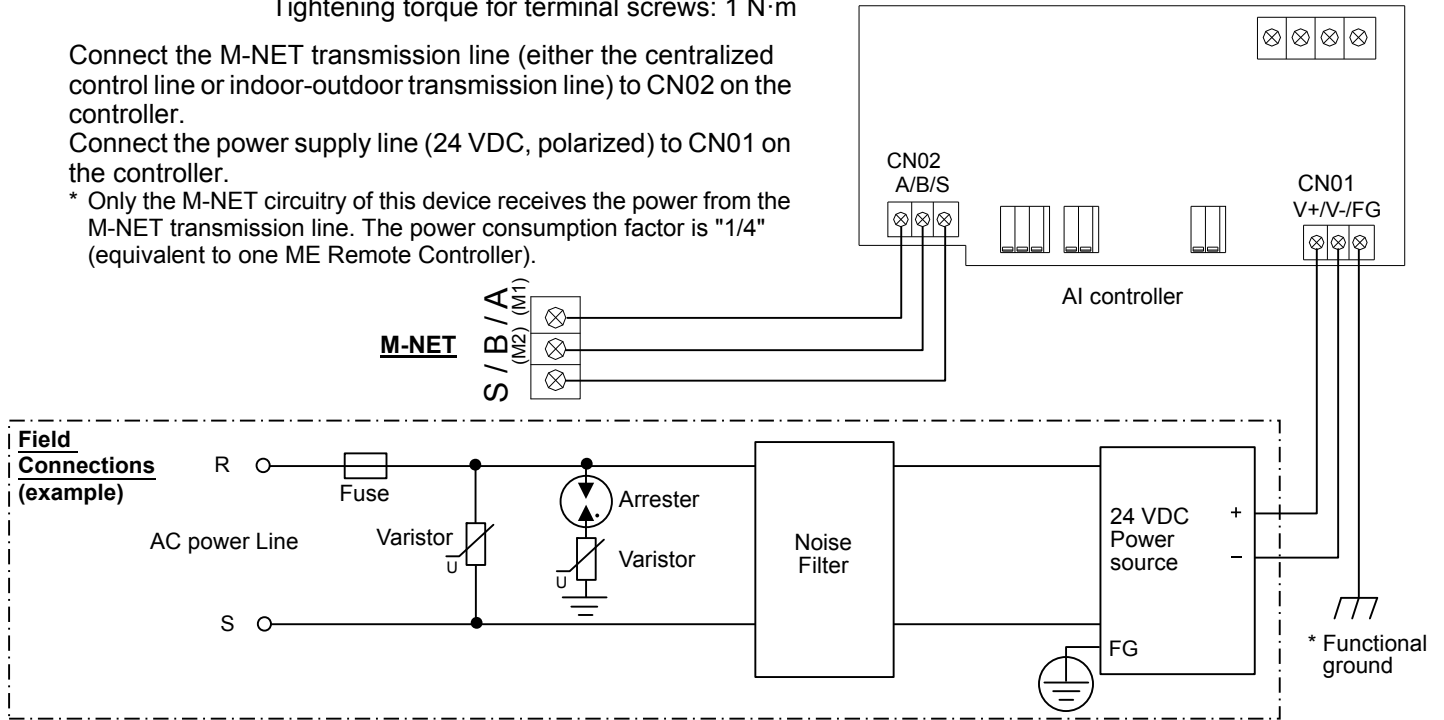 Tightening torque for terminal screws: 1 N·m
Connect the M-NET transmission line (either the centralized
control line or indoor-outdoor transmission line) to CN02 on the
controller.
Connect the power supply line (24 VDC, polarized) to CN01 on
the controller.
* Only the M-NET circuitry of this device receives the power from the
M-NET transmission line. The power consumption factor is "1/4"
(equivalent to one ME Remote Controller).
CN02
A/B/S
CN01
V+/V-/FG
AI controller
M-NET
S / B / A
(M2) (M1)
Field
Connections
(example)
R
Fuse
AC power Line
Varistor
U
Arrester
Varistor
U
S
Noise
Filter
24 VDC
Power
source
+
−
FG
* Functional
ground